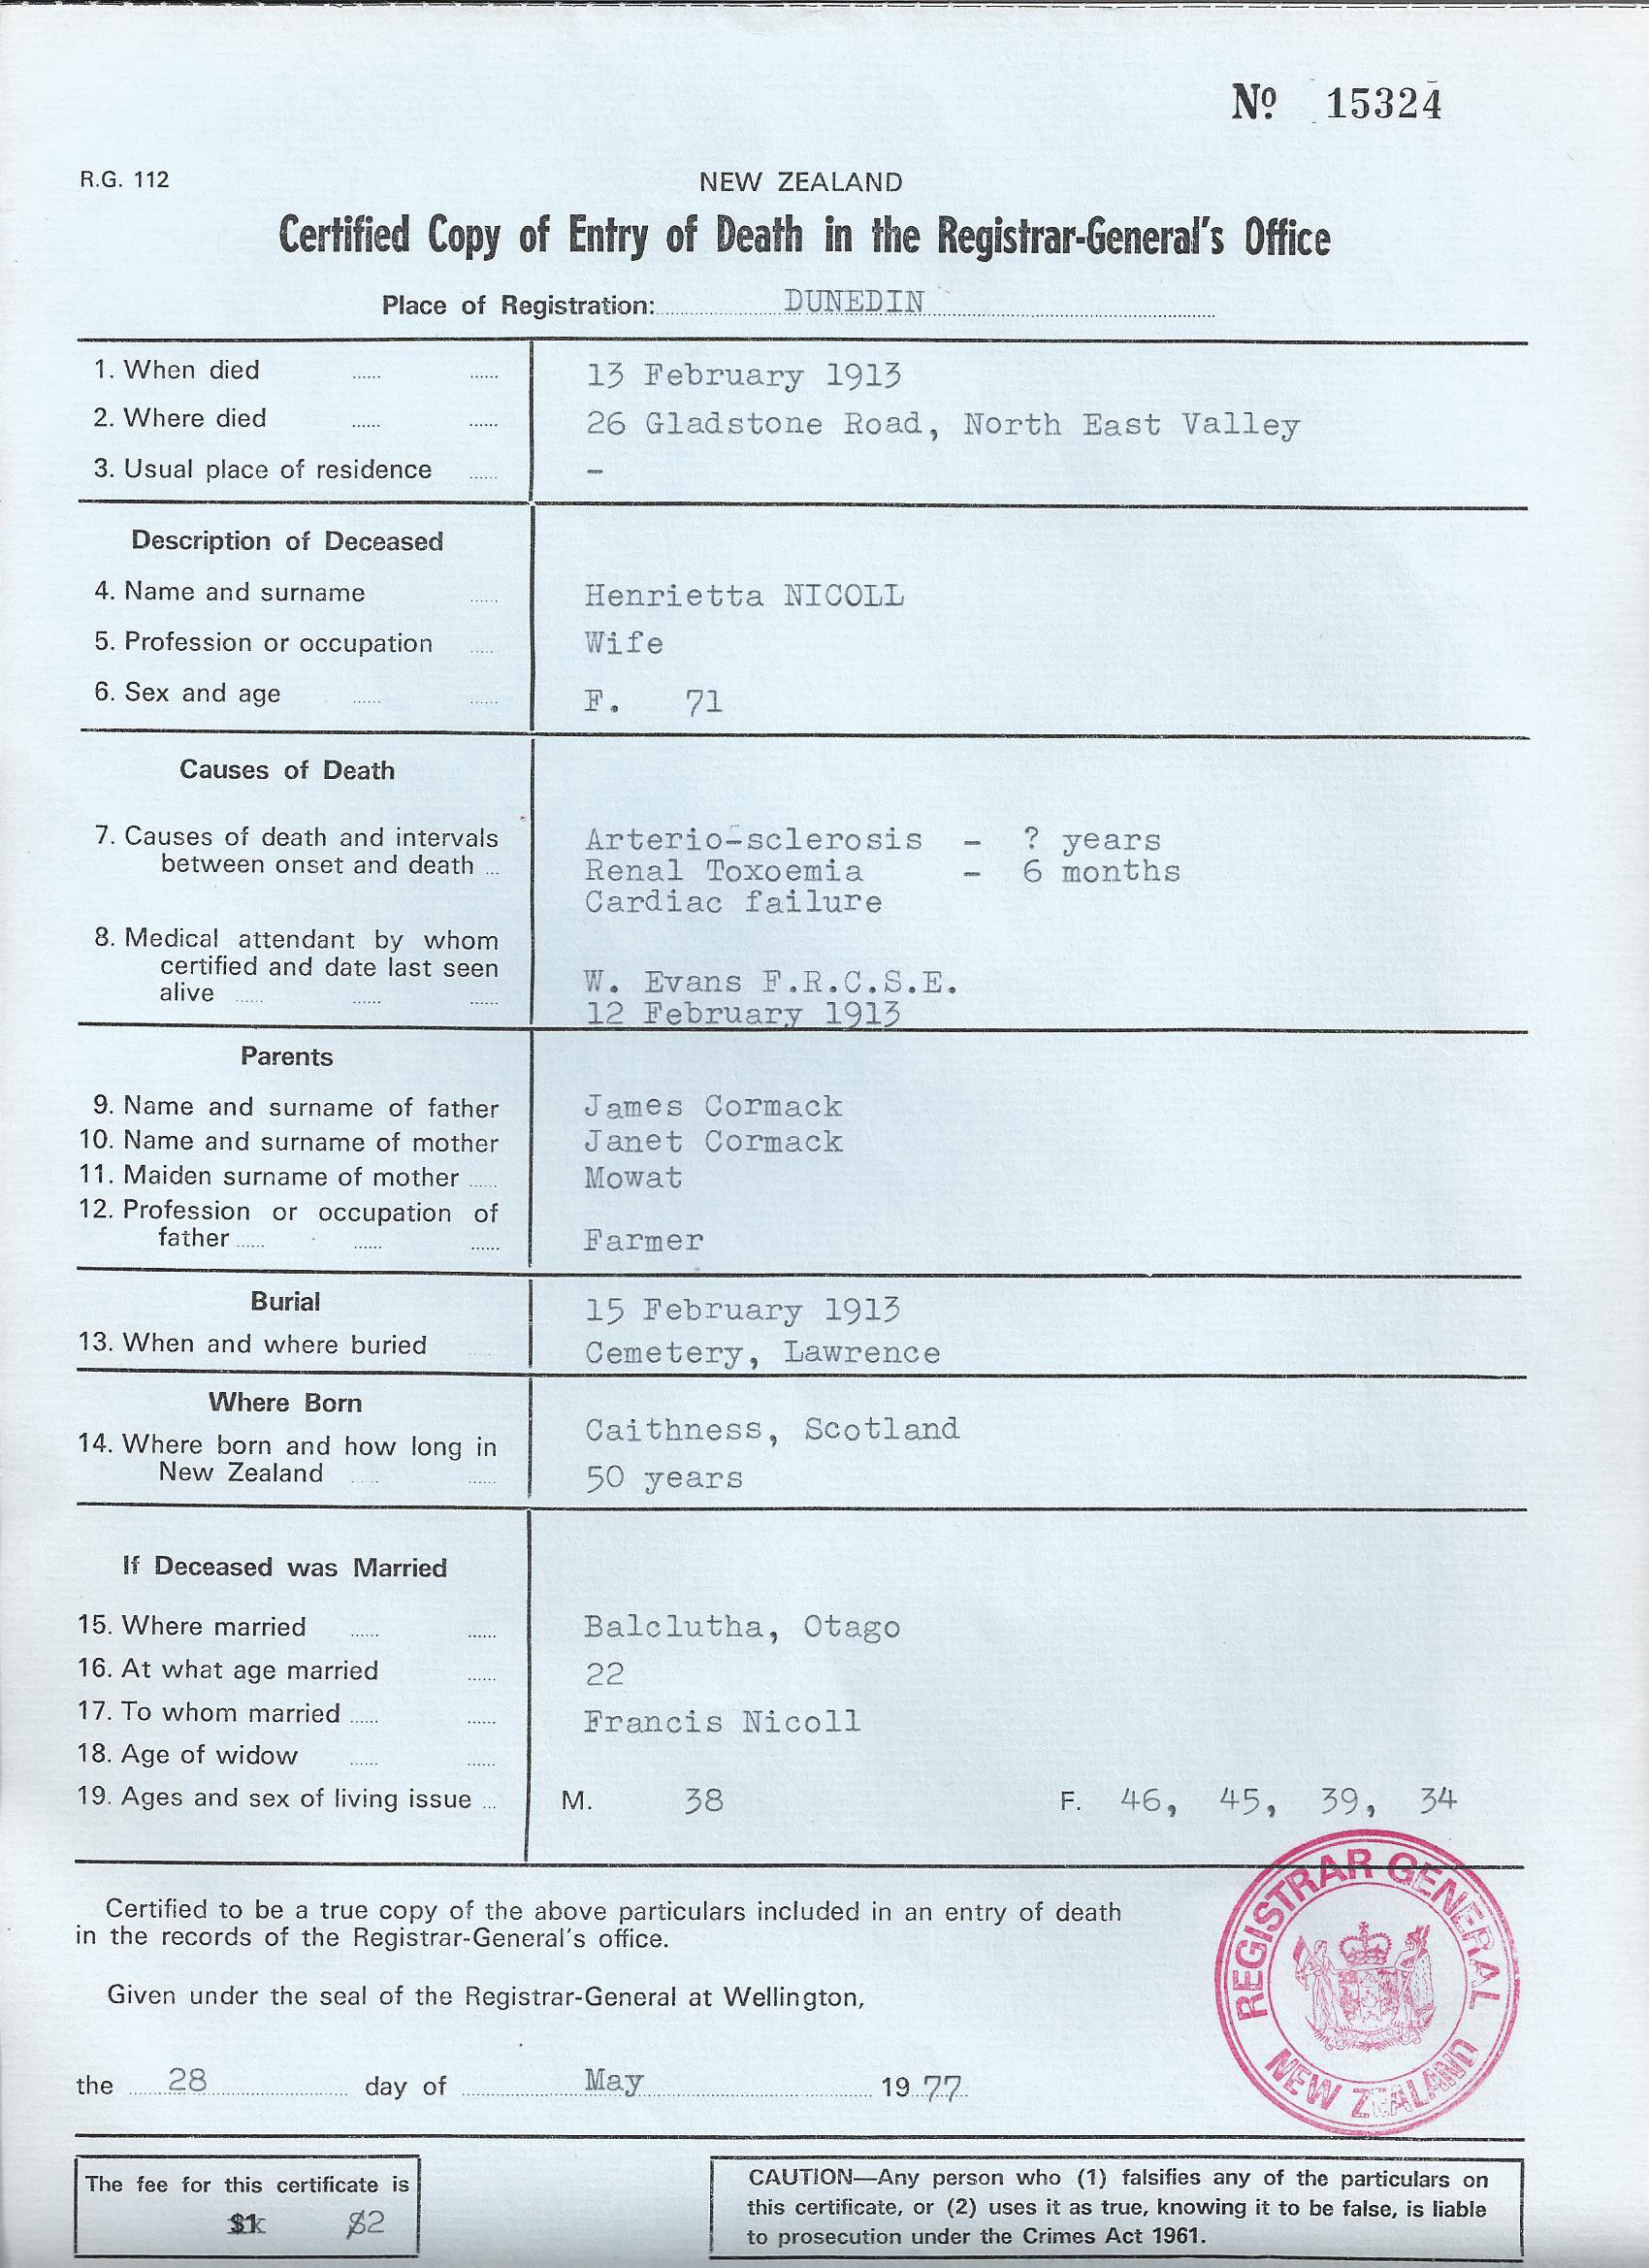 Nº 15324
R.G. 112
NEW ZEALAND
Certified Copy of Entry of Death in the Registrar-General's Office
Place of Registration: DUNEDIN
1. When died 13 February 1913
2. Where died 26 Gladstone Road, North East Valley
3. Usual place of residence -
Description of Deceased
4. Name and surname Henrietta NICOLL
5. Profession or occupation Wife
6. Sex and age F. 71
Causes of Death
7. Causes of death and intervals Arterio-sclerosis - ? years
between onset and death Renal Toxoemia - 6 months
Cardiac failure
8. Medical attendant by whom
certified and date last seen W. Evans F.R.C.S.E.
alive 12 February 1913
Parents
9. Name and surname of father James Cormack
10. Name and surname of mother Janet Cormack
11. Maiden surname of mother Mowat
12. Profession or occupation of
father Farmer
Burial 15 February 1913
13. When and where buried Cemetery, Lawrence
Where Born
Caithness, Scotland
14. Where born and how long in
New Zealand 50 years
If Deceased was Married
15. Where married Balclutha, Otago
16. At what age married 22
17. To whom married Francis Nicoll
18. Age of widow
19. Ages and sex of living issue M. 38 F. 46, 45, 39, 34
Certified to be a true copy of the above particulars included in an entry of death
in the records of the Registrar-General's office.
Given under the seal of the Registrar-General at Wellington,
the 28 day of May 1977
REGISTRAR GENERAL
NEW ZEALAND
The fee for this certificate is
$1 $2
CAUTION—Any person who (1) falsifies any of the particulars on
this certificate, or (2) uses it as true, knowing it to be false, is liable
to prosecution under the Crimes Act 1961.